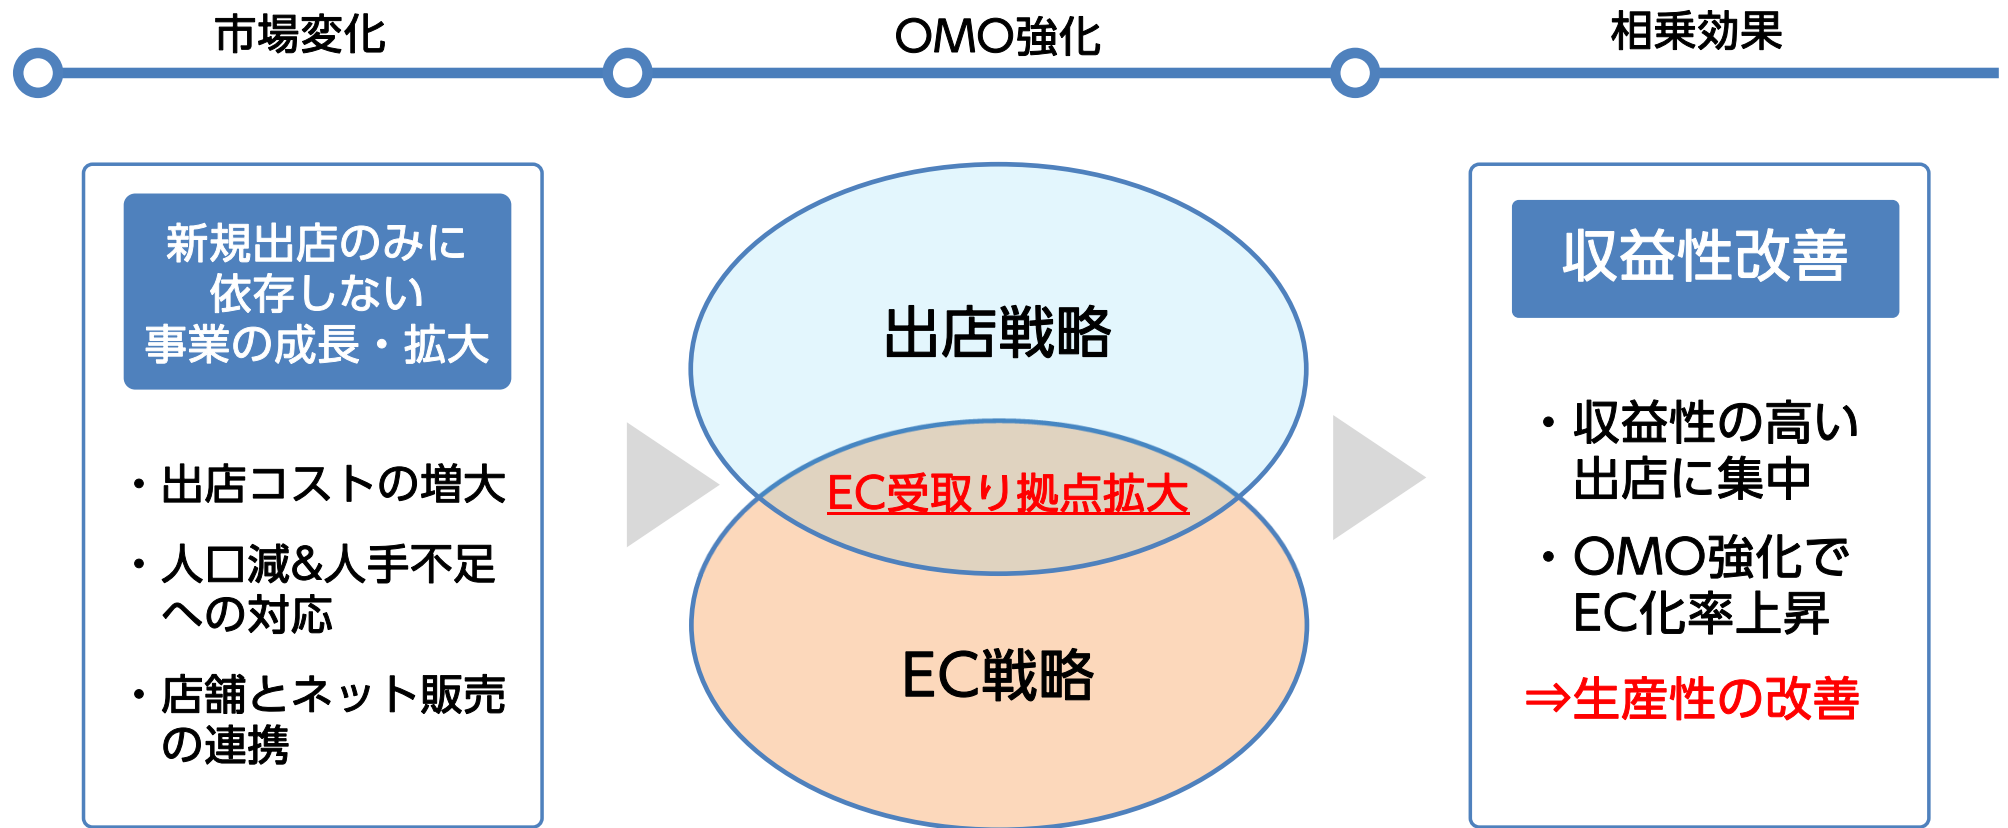 市場変化
OMO強化
相乗効果
新規出店のみに
依存しない
事業の成長・拡大
・出店コストの増大
・人口減&人手不足
への対応
・店舗とネット販売
の連携
出店戦略
EC受取り拠点拡大
EC戦略
収益性改善
・収益性の高い
出店に集中
・OMO強化で
EC化率上昇
⇒生産性の改善